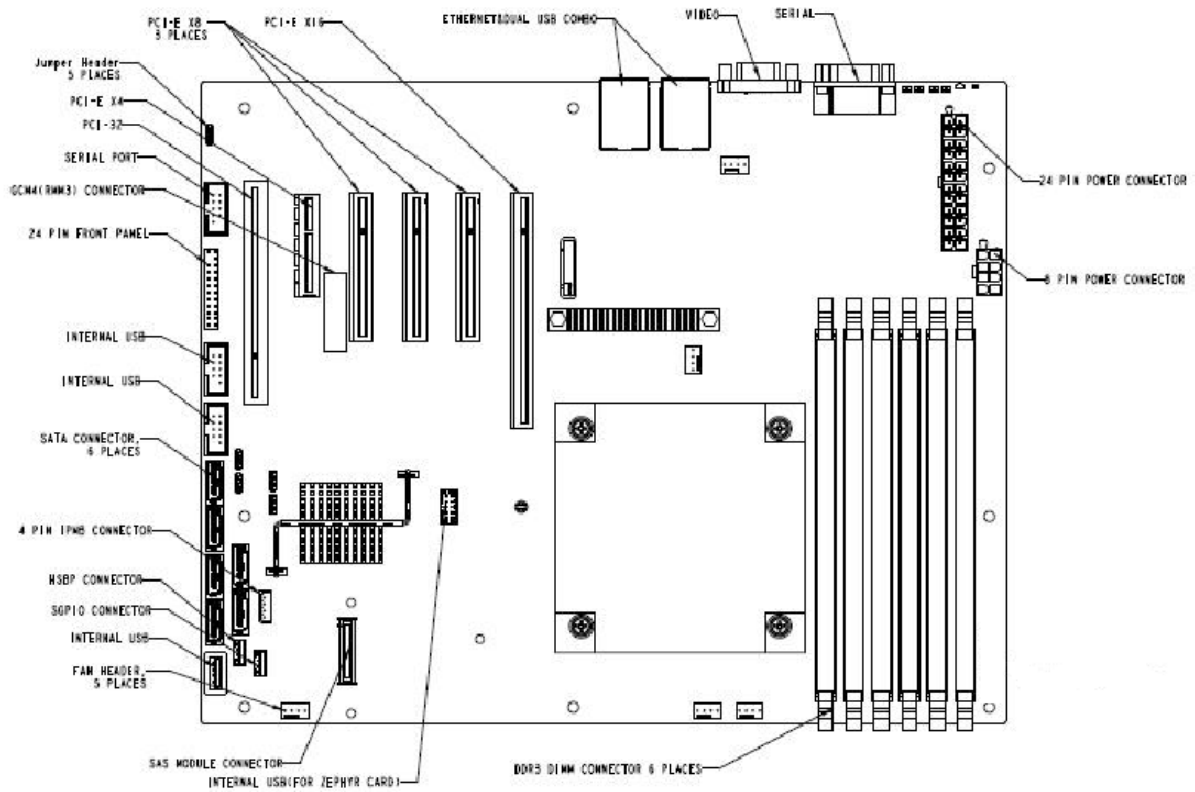 PCI-E X8
3 PLACES
PCI-E X16
ETHERNET&DUAL USB COMBO
VIDEO
SERIAL
Jumper Header
5 PLACES
PCI-E X4
PCI-32
SERIAL PORT
GCM4(RMM3) CONNECTOR
24 PIN POWER CONNECTOR
24 PIN FRONT PANEL
8 PIN POWER CONNECTOR
INTERNAL USB
INTERNAL USB
SATA CONNECTOR,
6 PLACES
4 PIN IPMB CONNECTOR
HSBP CONNECTOR
SGPIO CONNECTOR
INTERNAL USB
FAN HEADER,
5 PLACES
SAS MODULE CONNECTOR
INTERNAL USB(FOR ZEPHYR CARD)
DDR3 DIMM CONNECTOR 6 PLACES